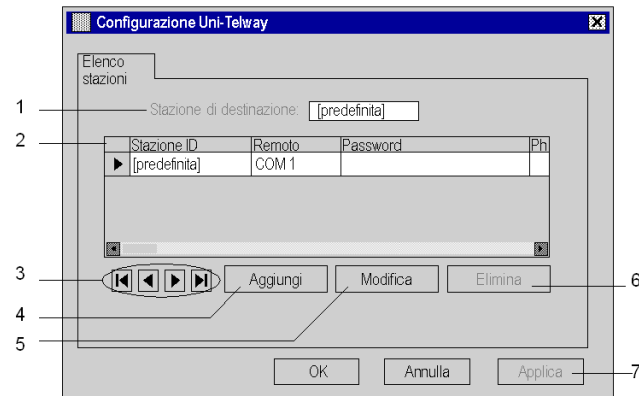 Configurazione Uni-Telway
Elenco
stazioni
1
Stazione di destinazione: [predefinita]
2
Stazione ID Remoto Password Ph
[predefinita] COM 1
3
Aggiungi Modifica Elimina
6
4
5
OK Annulla Applica
7